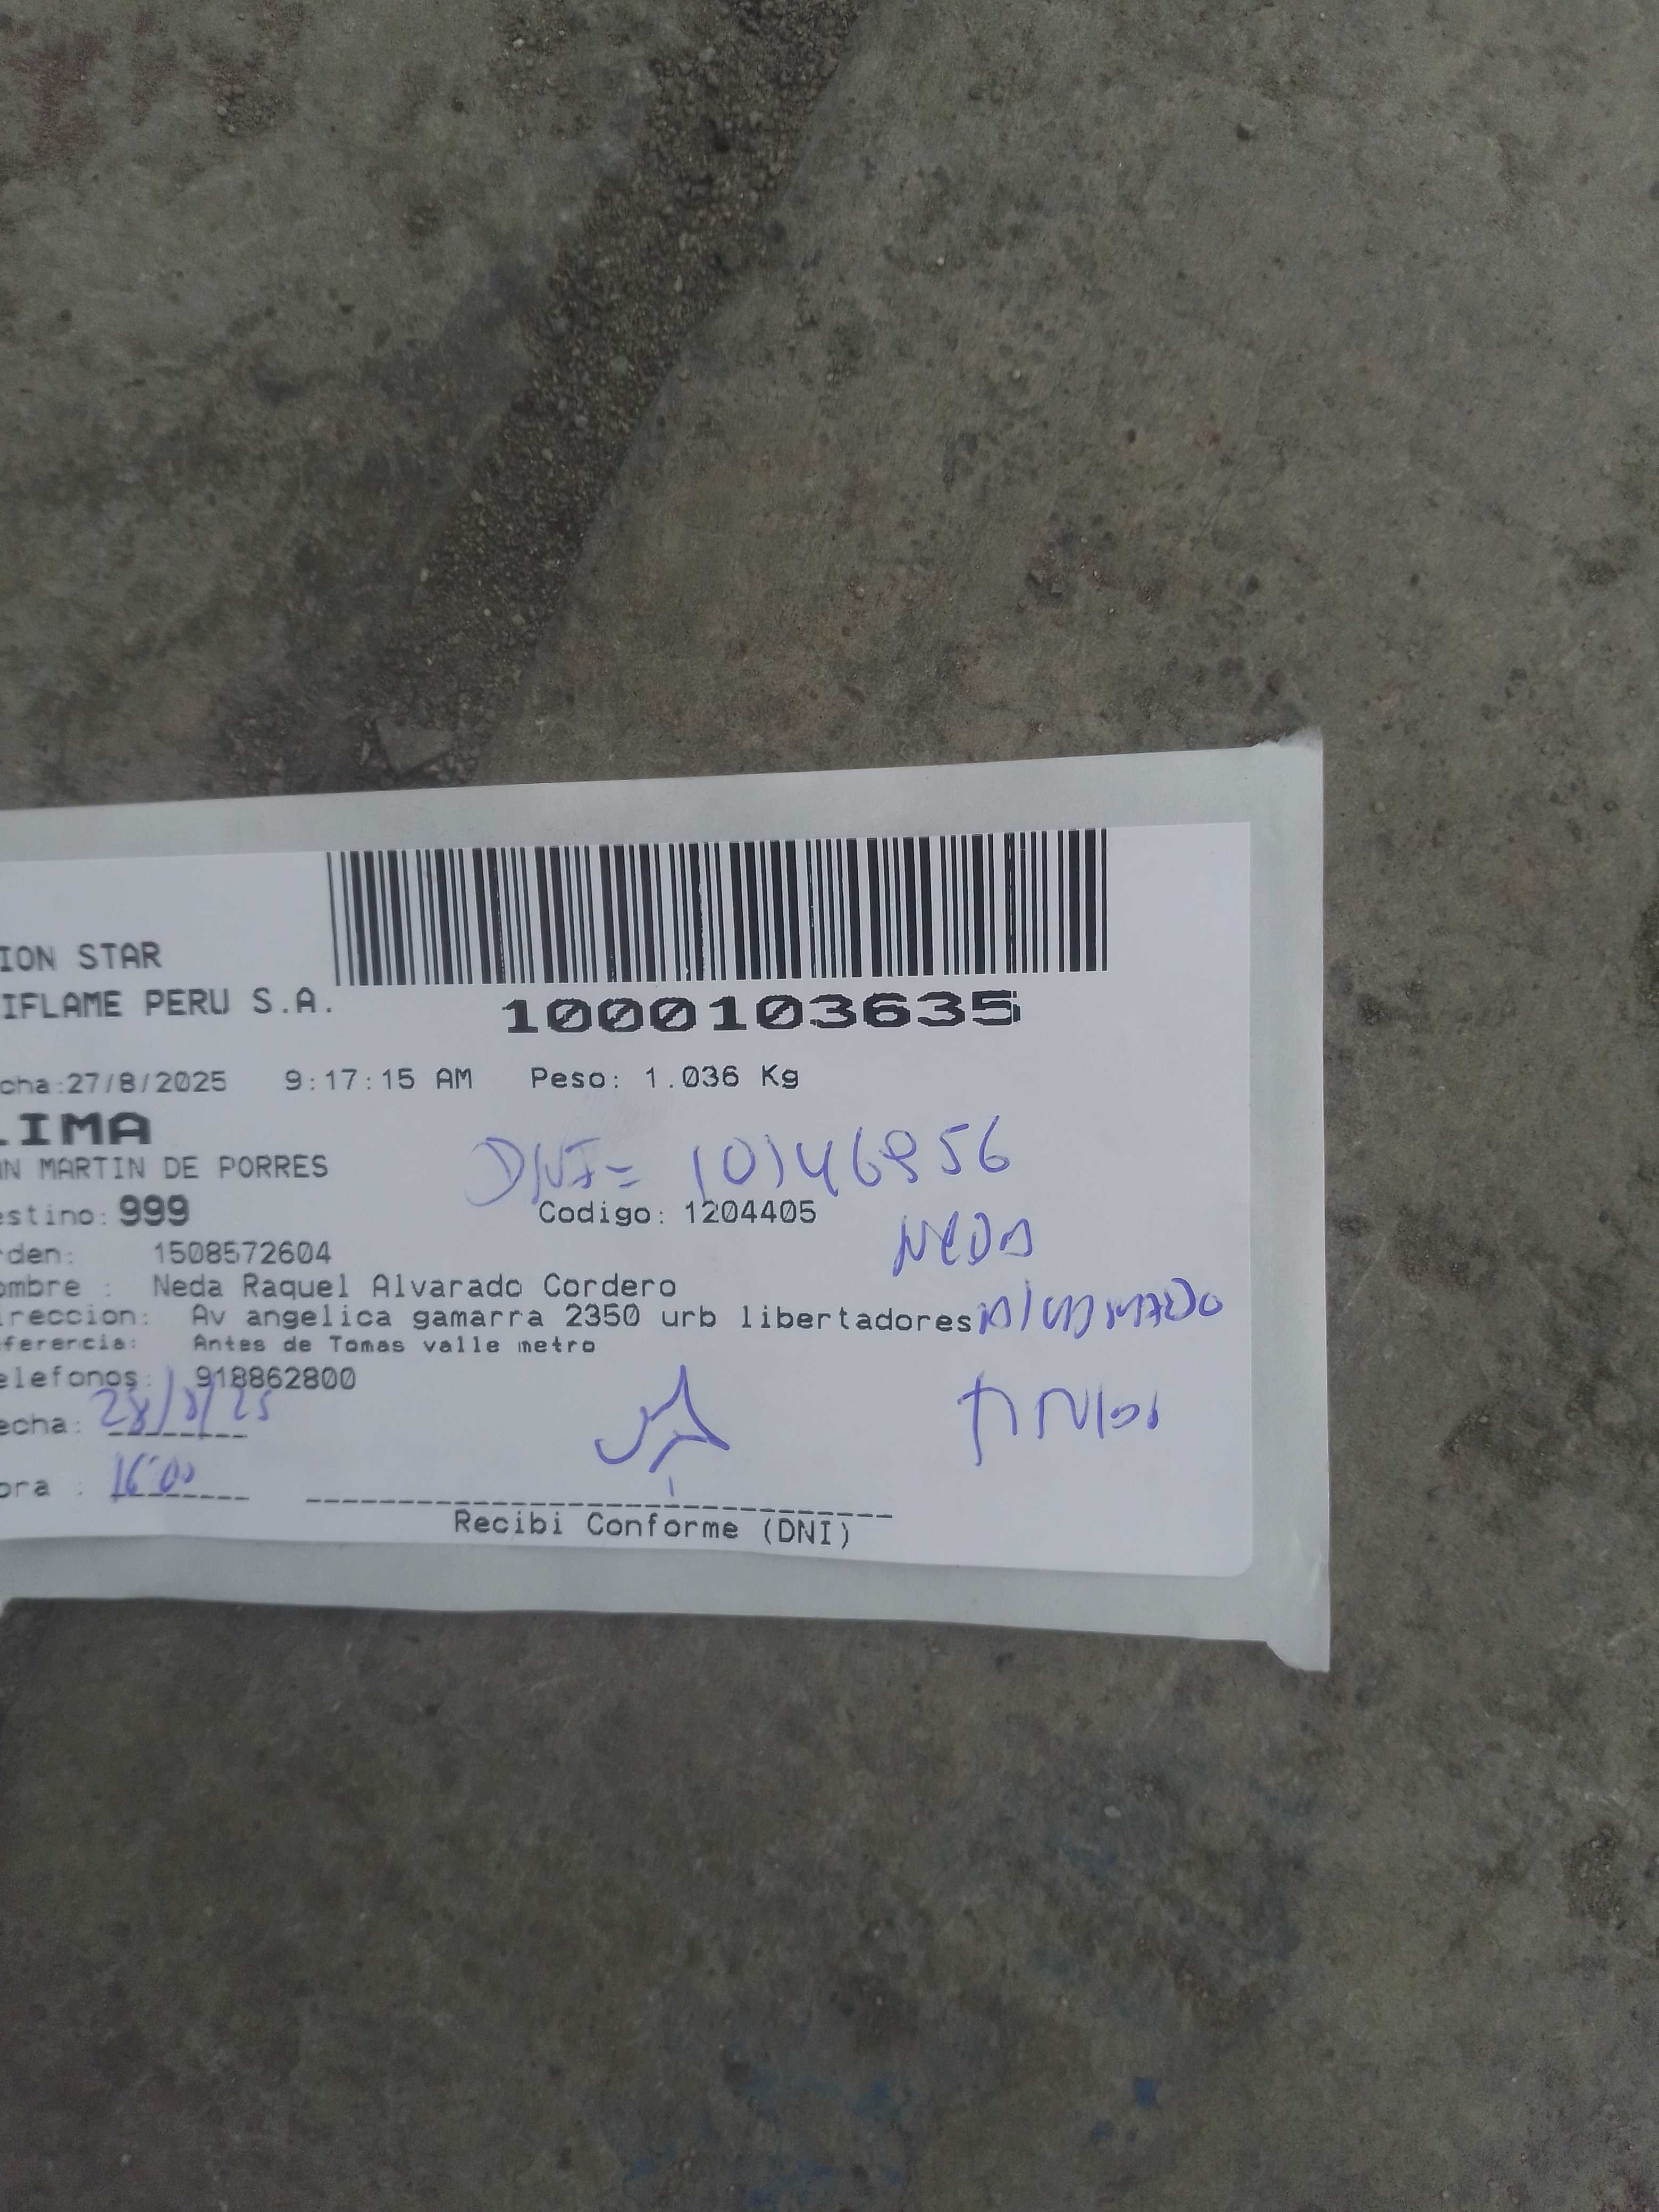 ION STAR
IFLAME PERU S.A.
1000103635
cha:27/8/2025 9:17:15 AM Peso: 1.036 Kg
LIMA
N MARTIN DE PORRES
DNI= 10146956
estino: 999
Codigo: 1204405
NEDA
rden: 1508572604
ombre : Neda Raquel Alvarado Cordero
ireccion: Av angelica gamarra 2350 urb libertadores
ferencia: Antes de Tomas valle metro
elefonos: 918862800
echa: 28/8/25
ora : 16:00
Recibi Conforme (DNI)